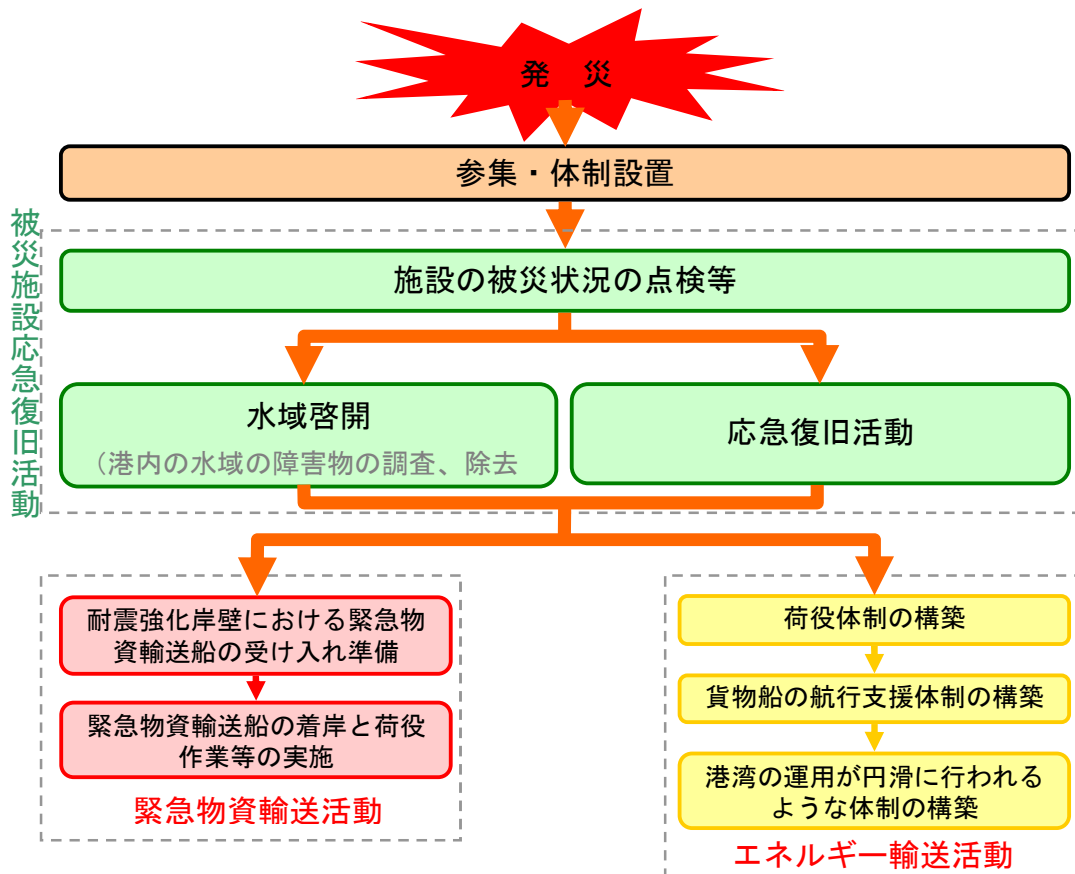 発　災
参集・体制設置
被災施設応急復旧活動
施設の被災状況の点検等
水域啓開
（港内の水域の障害物の調査、除去
応急復旧活動
耐震強化岸壁における緊急物
資輸送船の受け入れ準備
緊急物資輸送船の着岸と荷役
作業等の実施
緊急物資輸送活動
荷役体制の構築
貨物船の航行支援体制の構築
港湾の運用が円滑に行われる
ような体制の構築
エネルギー輸送活動